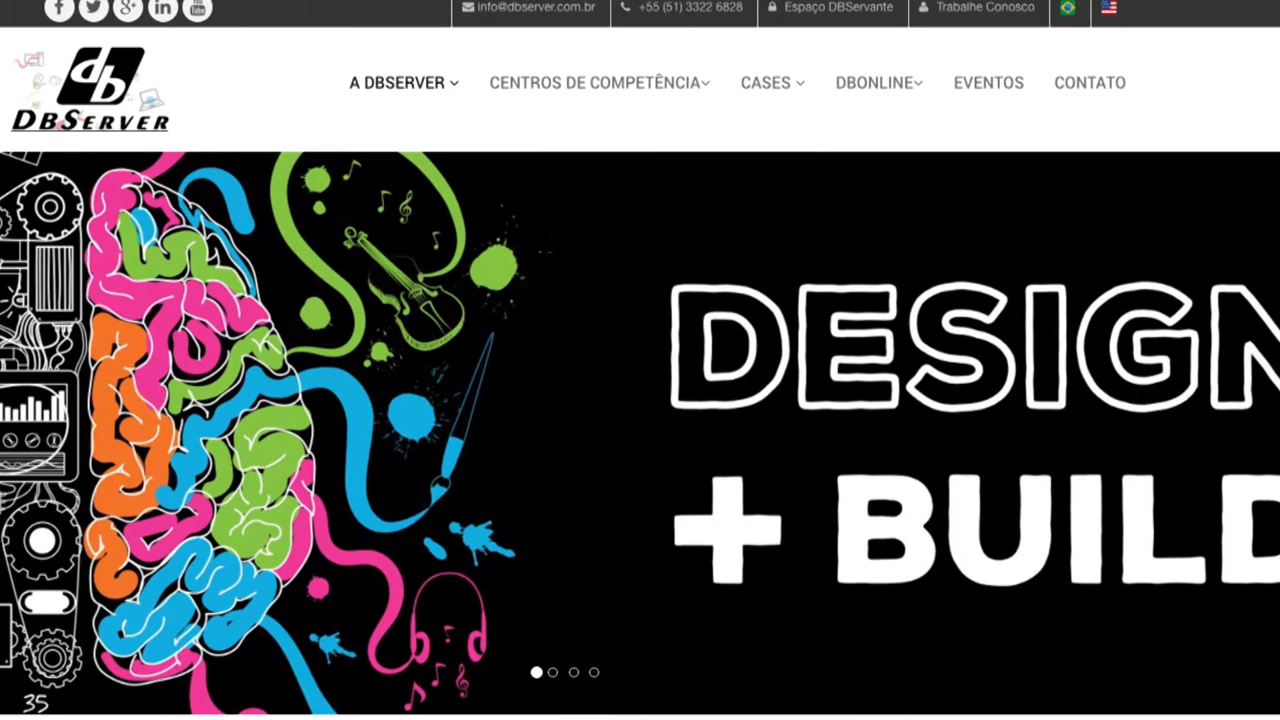 info@dbserver.com.br +55 (51) 3322 6828 Espaço DBServante Trabalhe Conosco
db
DBSERVER
A DBSERVER CENTROS DE COMPETÊNCIA CASES DBONLINE EVENTOS CONTATO
DESIGN
+ BUILD
35